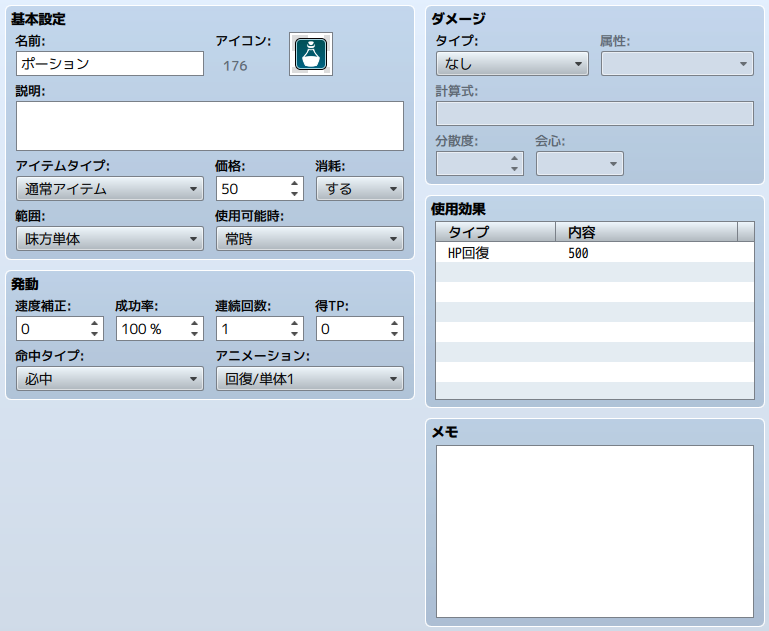 基本設定
名前:
アイコン:
ポーション
176
説明:
アイテムタイプ:
価格:
消耗:
通常アイテム
50
する
範囲:
使用可能時:
味方単体
常時
発動
速度補正:
成功率:
連続回数:
得TP:
0
100 %
1
0
命中タイプ:
アニメーション:
必中
回復/単体1
ダメージ
タイプ:
属性:
なし
計算式:
分散度:
会心:
使用効果
タイプ
内容
HP回復
500
メモ